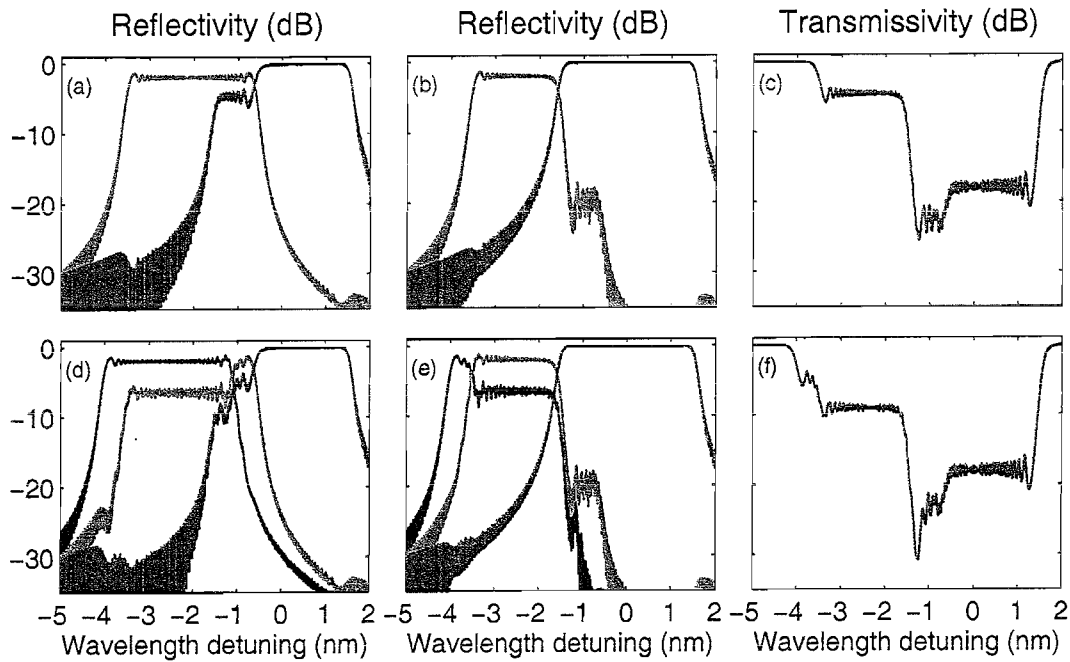 Reflectivity (dB) Reflectivity (dB) Transmissivity (dB)
0 (a) (b) (c)
−10
−20
−30
0 (d) (e) (f)
−10
−20
−30
−5 −4 −3 −2 −1 0 1 2 −5 −4 −3 −2 −1 0 1 2 −5 −4 −3 −2 −1 0 1 2
Wavelength detuning (nm) Wavelength detuning (nm) Wavelength detuning (nm)